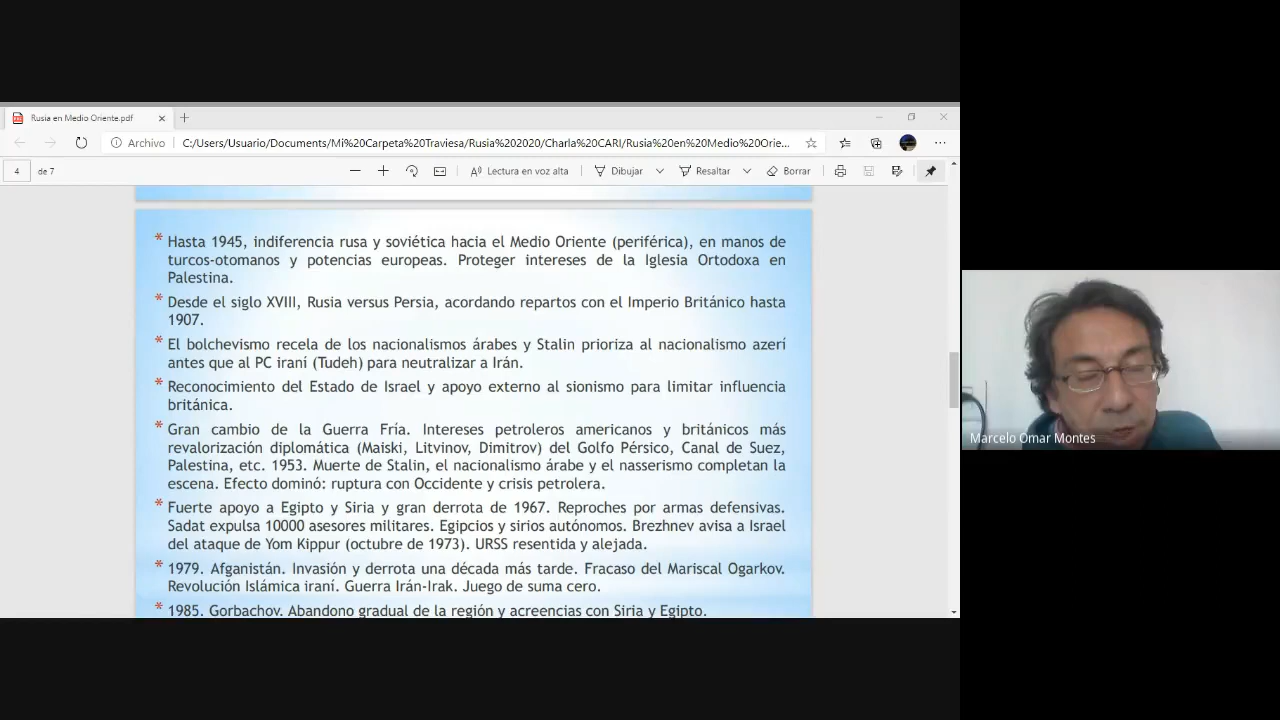 Rusia en Medio Oriente.pdf
Archivo
C:/Users/Usuario/Documents/Mi%20Carpeta%20Traviesa/Rusia%202020/Charla%20CARI/Rusia%20en%20Medio%20Orie...
4
de 7
Lectura en voz alta
Dibujar
Resaltar
Borrar
* Hasta 1945, indiferencia rusa y soviética hacia el Medio Oriente (periférica), en manos de
turcos-otomanos y potencias europeas. Proteger intereses de la Iglesia Ortodoxa en
Palestina.
* Desde el siglo XVIII, Rusia versus Persia, acordando repartos con el Imperio Británico hasta
1907.
* El bolchevismo recela de los nacionalismos árabes y Stalin prioriza al nacionalismo azerí
antes que al PC iraní (Tudeh) para neutralizar a Irán.
* Reconocimiento del Estado de Israel y apoyo externo al sionismo para limitar influencia
británica.
* Gran cambio de la Guerra Fría. Intereses petroleros americanos y británicos más
revalorización diplomática (Maiski, Litvinov, Dimitrov) del Golfo Pérsico, Canal de Suez,
Palestina, etc. 1953. Muerte de Stalin, el nacionalismo árabe y el nasserismo completan la
escena. Efecto dominó: ruptura con Occidente y crisis petrolera.
* Fuerte apoyo a Egipto y Siria y gran derrota de 1967. Reproches por armas defensivas.
Sadat expulsa 10000 asesores militares. Egipcios y sirios autónomos. Brezhnev avisa a Israel
del ataque de Yom Kippur (octubre de 1973). URSS resentida y alejada.
* 1979. Afganistán. Invasión y derrota una década más tarde. Fracaso del Mariscal Ogarkov.
Revolución Islámica iraní. Guerra Irán-Irak. Juego de suma cero.
* 1985. Gorbachov. Abandono gradual de la región y acreencias con Siria y Egipto.
Marcelo Omar Montes